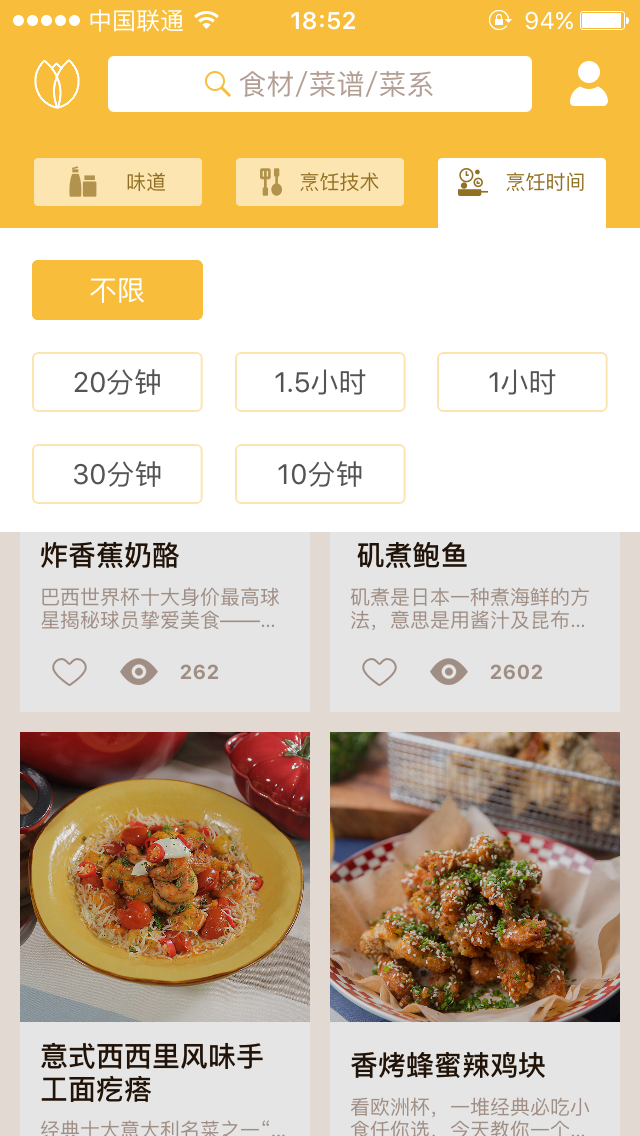 中国联通
18:52
94%
食材/菜谱/菜系
味道
烹饪技术
烹饪时间
不限
20分钟
1.5小时
1小时
30分钟
10分钟
炸香蕉奶酪
巴西世界杯十大身价最高球
星揭秘球员挚爱美食——...
262
矶煮鲍鱼
矶煮是日本一种煮海鲜的方
法，意思是用酱汁及昆布...
2602
意式西西里风味手
工面疙瘩
经典十大意大利名菜之一“...
香烤蜂蜜辣鸡块
看欧洲杯，一堆经典必吃小
食任你选，今天教你一个...